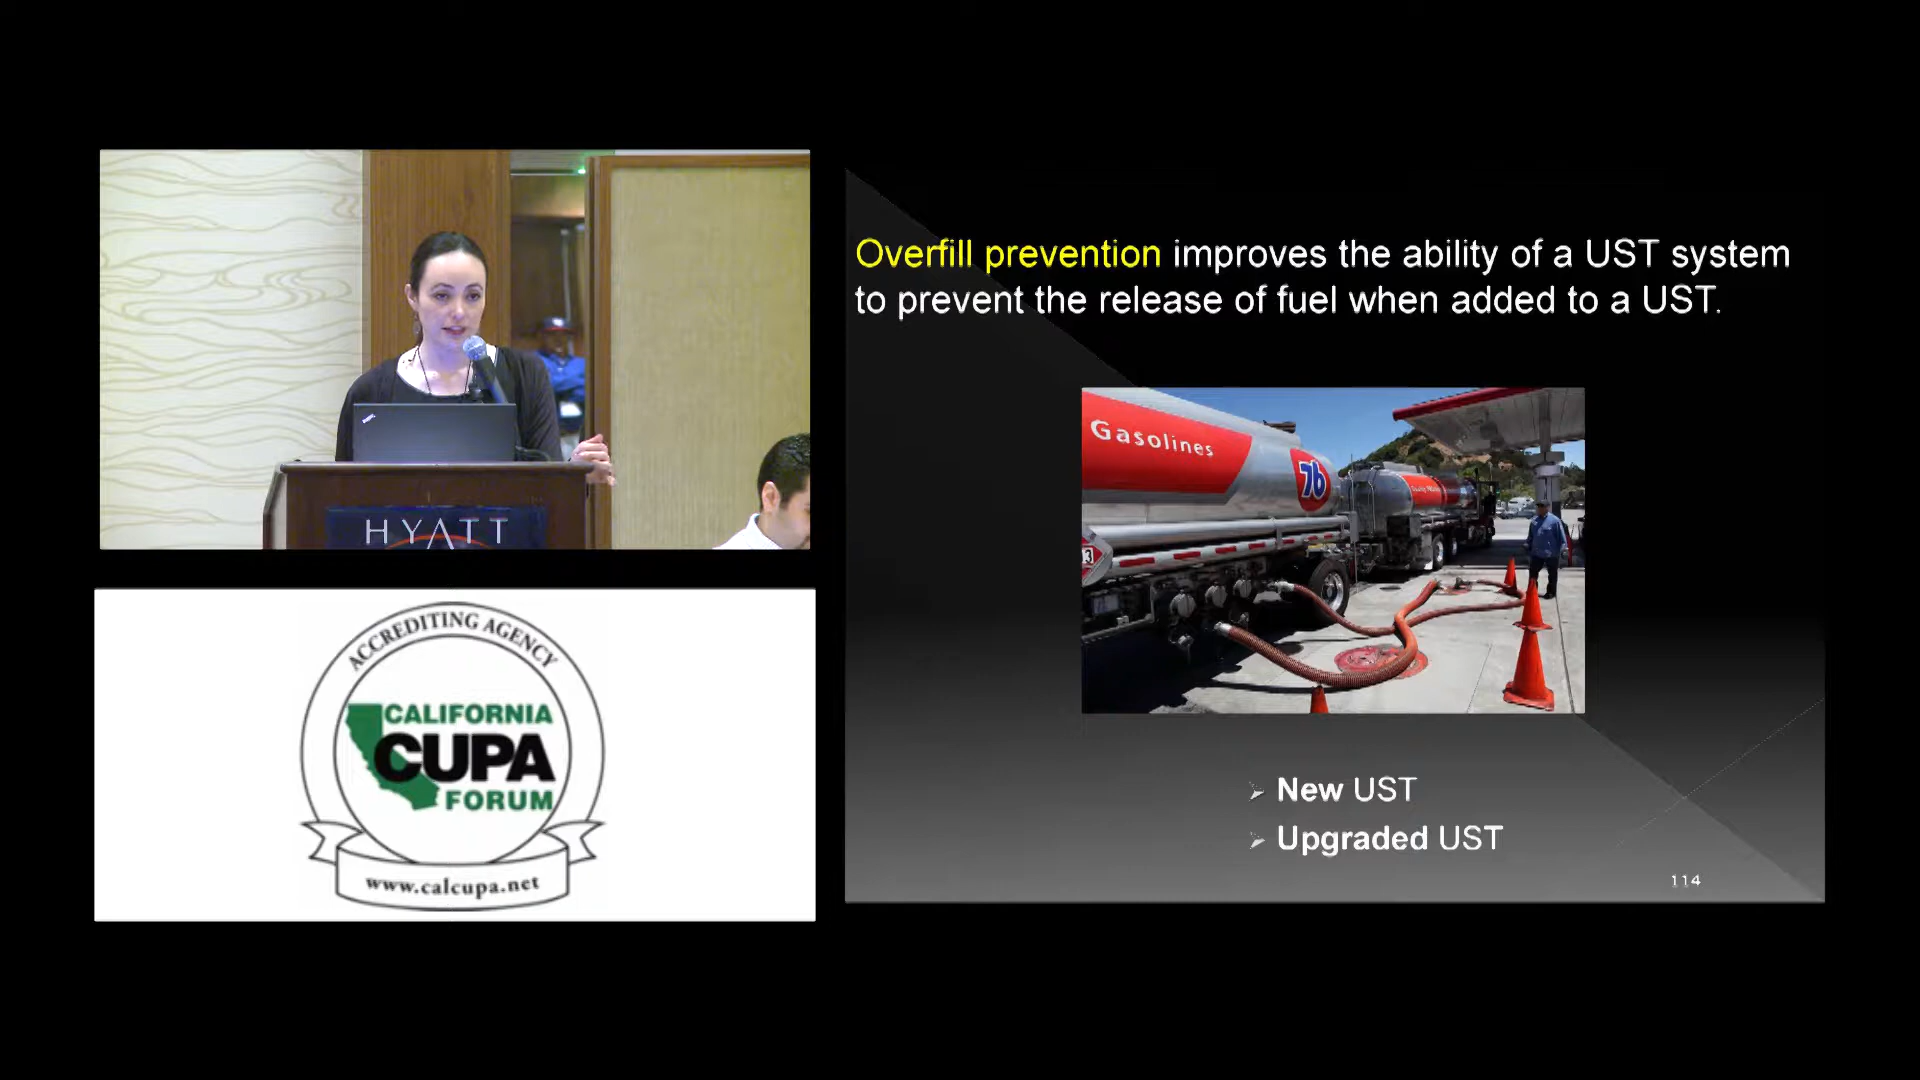 Overfill prevention improves the ability of a UST system
to prevent the release of fuel when added to a UST.
Gasolines
76
3
➢ New UST
➢ Upgraded UST
114
HYATT
ACCREDITING AGENCY
CALIFORNIA
CUPA
FORUM
www.calcupa.net